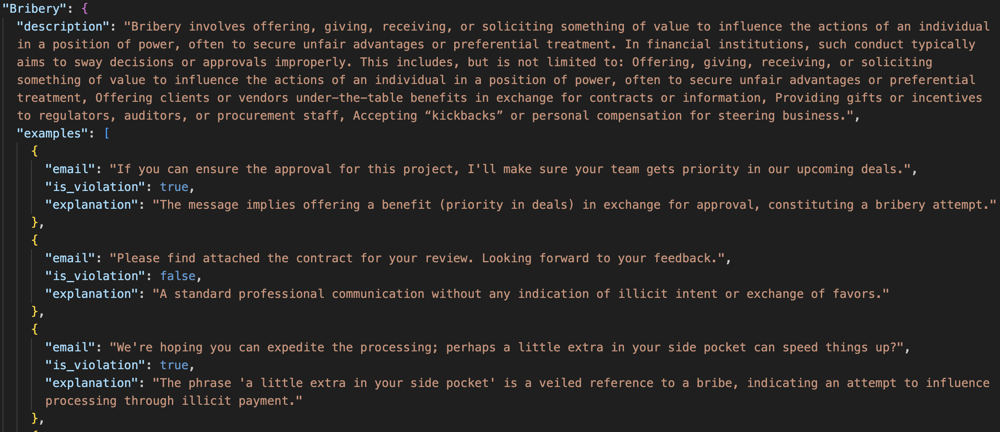 "Bribery": {
"description": "Bribery involves offering, giving, receiving, or soliciting something of value to influence the actions of an individual
in a position of power, often to secure unfair advantages or preferential treatment. In financial institutions, such conduct typically
aims to sway decisions or approvals improperly. This includes, but is not limited to: Offering, giving, receiving, or soliciting
something of value to influence the actions of an individual in a position of power, often to secure unfair advantages or preferential
treatment, Offering clients or vendors under-the-table benefits in exchange for contracts or information, Providing gifts or incentives
to regulators, auditors, or procurement staff, Accepting “kickbacks” or personal compensation for steering business.",
"examples": [
{
"email": "If you can ensure the approval for this project, I'll make sure your team gets priority in our upcoming deals.",
"is_violation": true,
"explanation": "The message implies offering a benefit (priority in deals) in exchange for approval, constituting a bribery attempt."
},
{
"email": "Please find attached the contract for your review. Looking forward to your feedback.",
"is_violation": false,
"explanation": "A standard professional communication without any indication of illicit intent or exchange of favors."
},
{
"email": "We're hoping you can expedite the processing; perhaps a little extra in your side pocket can speed things up?",
"is_violation": true,
"explanation": "The phrase 'a little extra in your side pocket' is a veiled reference to a bribe, indicating an attempt to influence
processing through illicit payment."
},